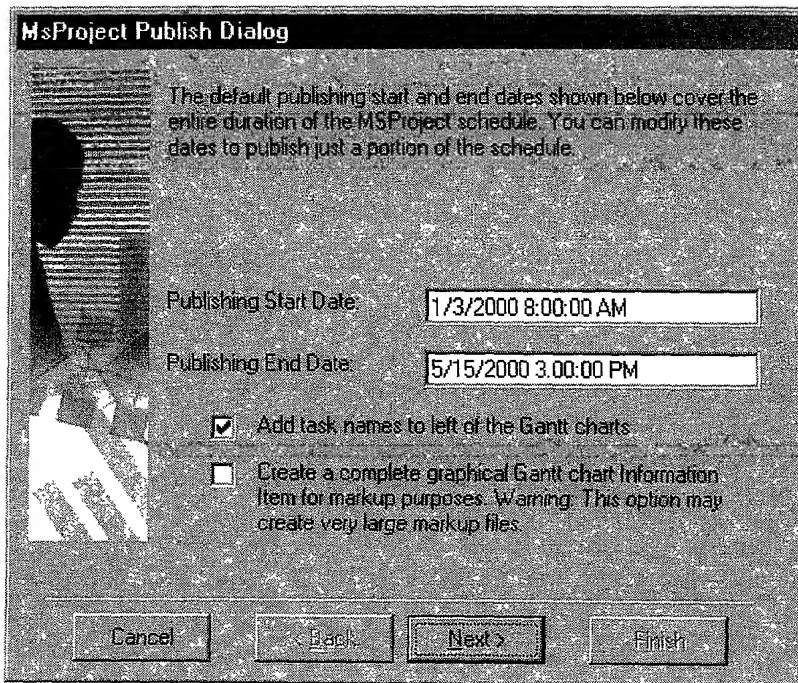 MsProject Publish Dialog
The default publishing start and end dates shown below cover the
entire duration of the MSProject schedule. You can modify these
dates to publish just a portion of the schedule.
Publishing Start Date:
1/3/2000 8:00:00 AM
Publishing End Date:
5/15/2000 3:00:00 PM
Add task names to left of the Gantt charts
Create a complete graphical Gantt chart Information
Item for markup purposes. Warning: This option may
create very large markup files.
Cancel
< Back
Next >
Finish